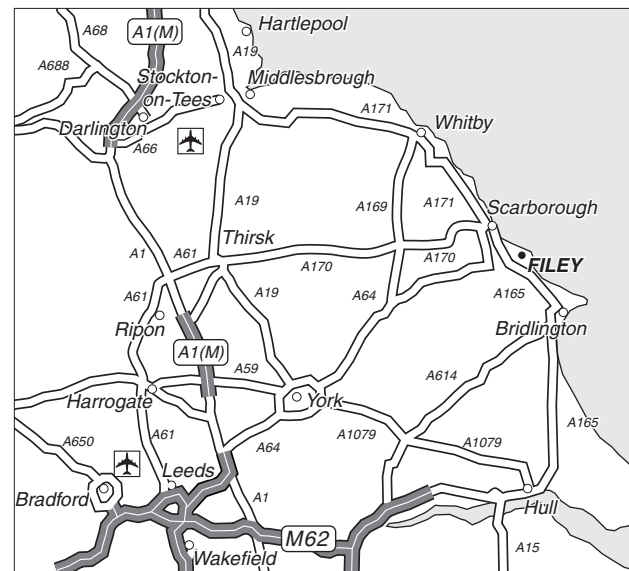 A68
A1(M)
A19
Hartlepool
A688
Stockton-
on-Tees
Middlesbrough
A171
Darlington
Whitby
A66
A19
A169
A171
Scarborough
Thirsk
A1
A61
A170
A170
FILEY
A61
A19
A64
A165
Ripon
Bridlington
A1(M)
A59
A614
Harrogate
York
A650
A61
A64
A1079
A1079
A165
Leeds
Bradford
A1
Hull
M62
Wakefield
A15